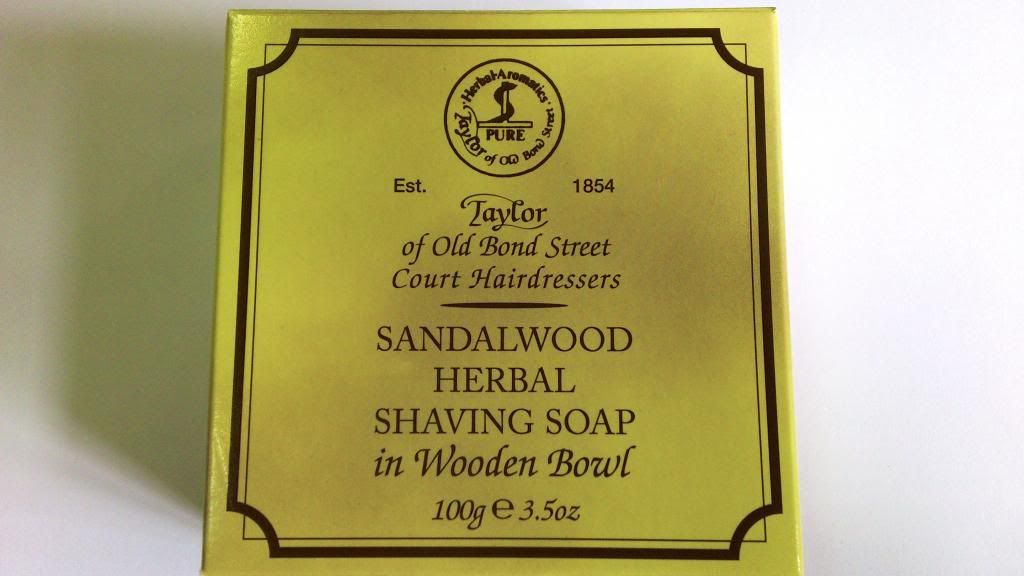 Herbal Aromatics
PURE
Taylor of Old Bond Street
Est. 1854
Taylor
of Old Bond Street
Court Hairdressers
SANDALWOOD
HERBAL
SHAVING SOAP
in Wooden Bowl
100g ℮ 3.5oz